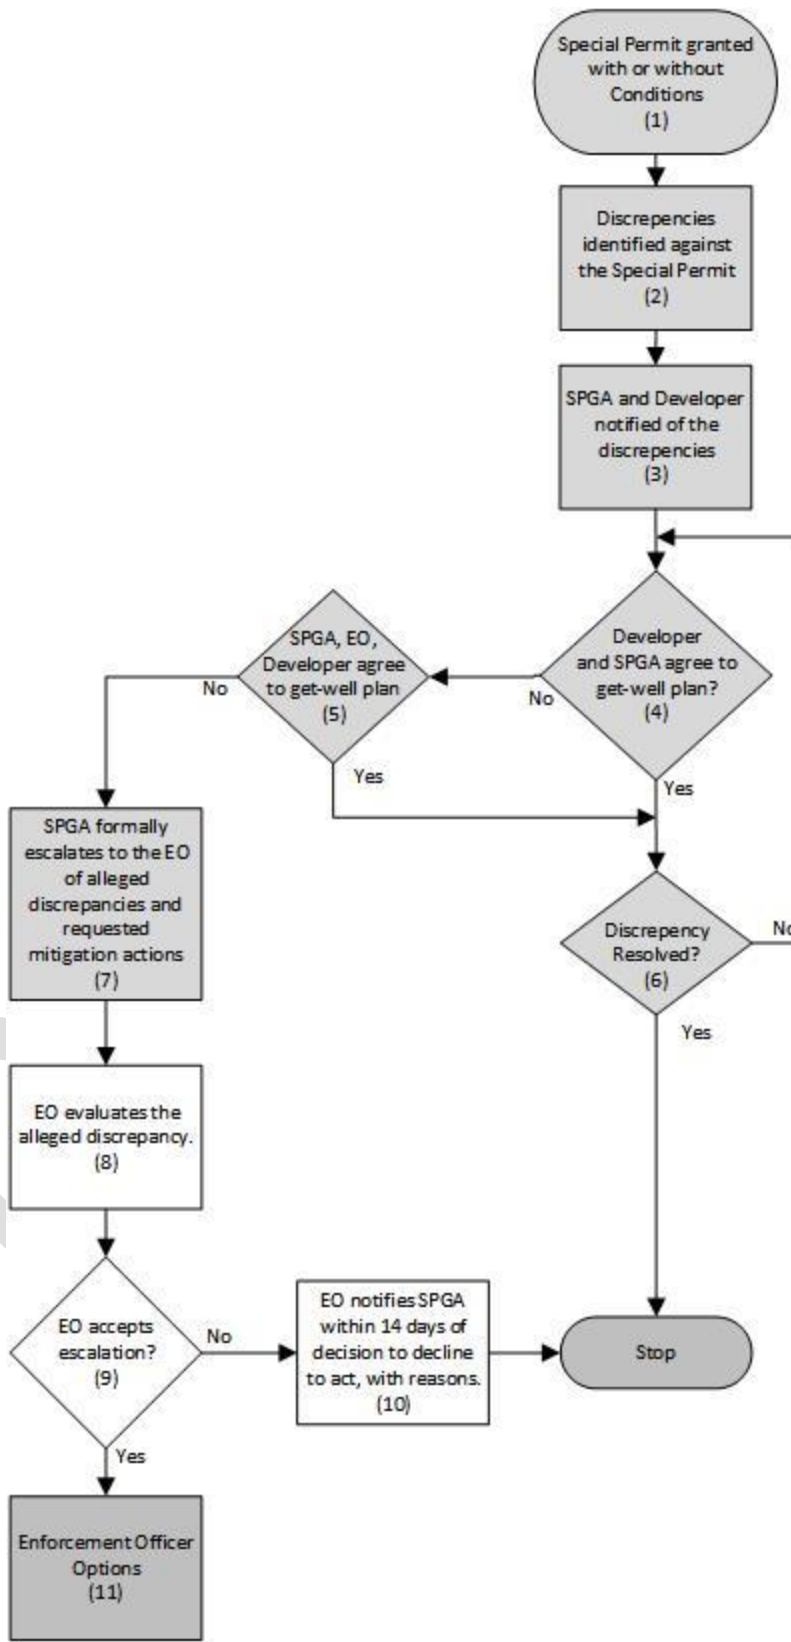 Special Permit granted
with or without
Conditions
(1)
Discrepencies
identified against
the Special Permit
(2)
SPGA and Developer
notified of the
discrepencies
(3)
Developer
and SPGA agree to
get-well plan?
(4)
No
Yes
SPGA, EO,
Developer agree
to get-well plan
(5)
No
Yes
Discrepency
Resolved?
(6)
No
Yes
SPGA formally
escalates to the EO
of alleged
discrepancies and
requested
mitigation actions
(7)
EO evaluates the
alleged discrepancy.
(8)
EO accepts
escalation?
(9)
No
Yes
EO notifies SPGA
within 14 days of
decision to decline
to act, with reasons.
(10)
Stop
Enforcement Officer
Options
(11)